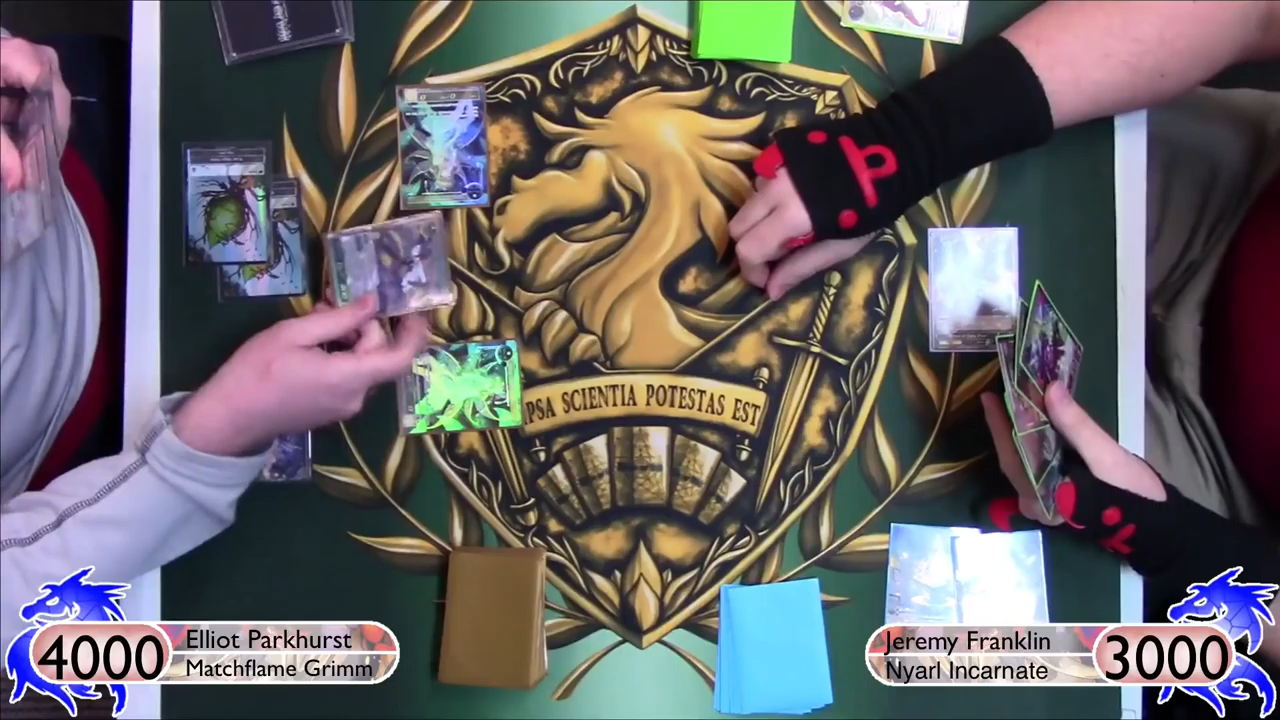 PSA SCIENTIA POTESTAS EST
4000
Elliot Parkhurst
Matchflame Grimm
Jeremy Franklin
Nyarl Incarnate
3000